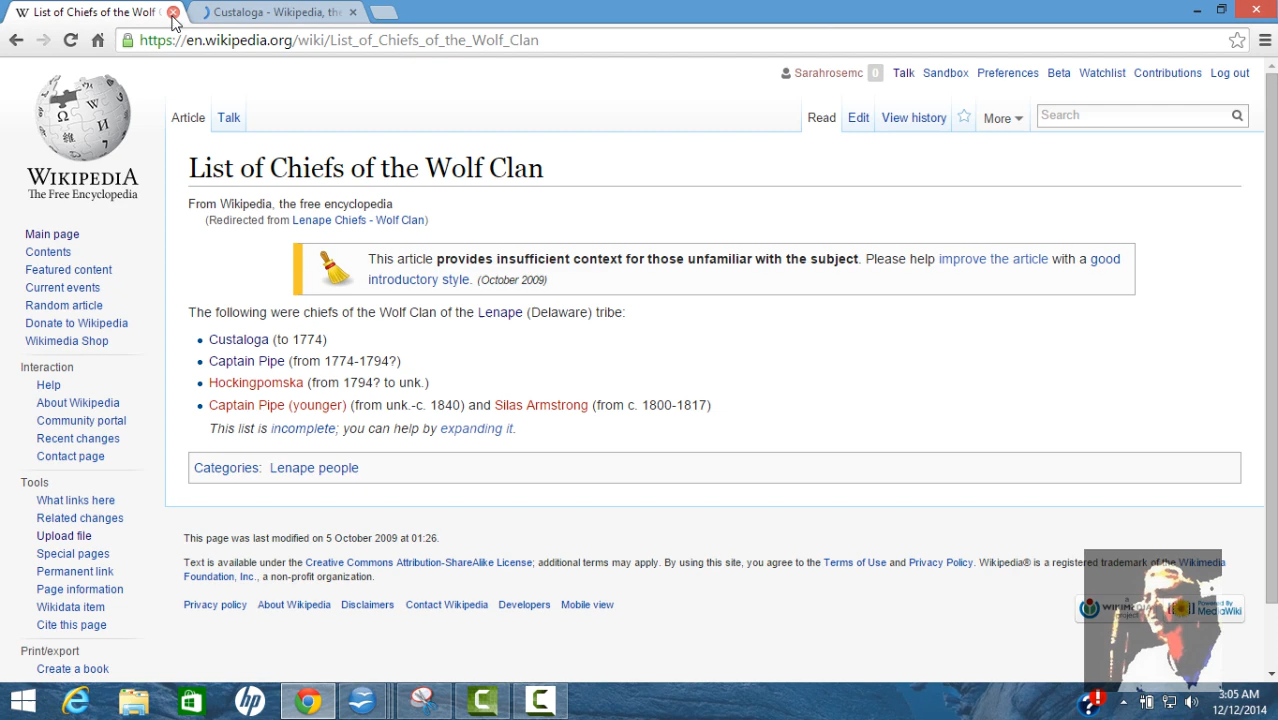 List of Chiefs of the Wolf
Custaloga - Wikipedia, the
https://en.wikipedia.org/wiki/List_of_Chiefs_of_the_Wolf_Clan
Sarahrosemc 0 Talk Sandbox Preferences Beta Watchlist Contributions Log out
Article Talk Read Edit View history More Search
WIKIPEDIA
The Free Encyclopedia
Main page
Contents
Featured content
Current events
Random article
Donate to Wikipedia
Wikimedia Shop
Interaction
Help
About Wikipedia
Community portal
Recent changes
Contact page
Tools
What links here
Related changes
Upload file
Special pages
Permanent link
Page information
Wikidata item
Cite this page
Print/export
Create a book
List of Chiefs of the Wolf Clan
From Wikipedia, the free encyclopedia
(Redirected from Lenape Chiefs - Wolf Clan)
This article provides insufficient context for those unfamiliar with the subject. Please help improve the article with a good
introductory style. (October 2009)
The following were chiefs of the Wolf Clan of the Lenape (Delaware) tribe:
• Custaloga (to 1774)
• Captain Pipe (from 1774-1794?)
• Hockingpomska (from 1794? to unk.)
• Captain Pipe (younger) (from unk.-c. 1840) and Silas Armstrong (from c. 1800-1817)
This list is incomplete; you can help by expanding it.
Categories: Lenape people
This page was last modified on 5 October 2009 at 01:26.
Text is available under the Creative Commons Attribution-ShareAlike License; additional terms may apply. By using this site, you agree to the Terms of Use and Privacy Policy. Wikipedia® is a registered trademark of the Wikimedia
Foundation, Inc., a non-profit organization.
Privacy policy About Wikipedia Disclaimers Contact Wikipedia Developers Mobile view
Powered By
MediaWiki
3:05 AM
12/12/2014